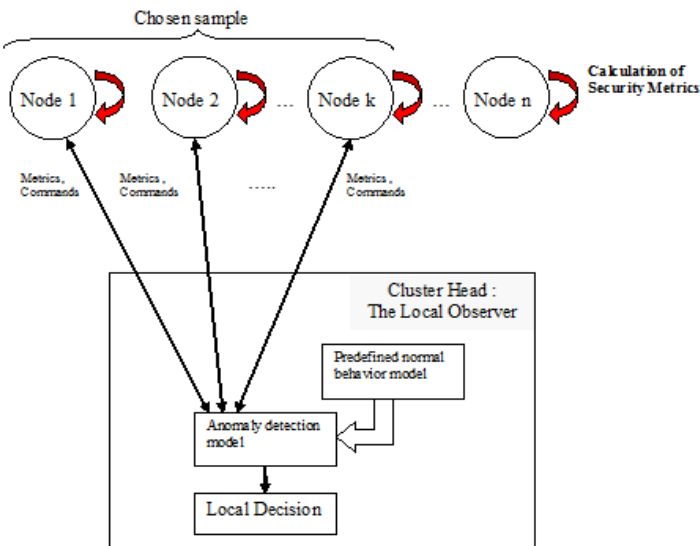 Chosen sample
Node 1
Node 2
...
Node k
...
Node n
Calculation of
Security Metrics
Metrics ,
Commands
Metrics ,
Commands
.....
Metrics ,
Commands
Cluster Head :
The Local Observer
Predefined normal
behavior model
Anomaly detection
model
Local Decision